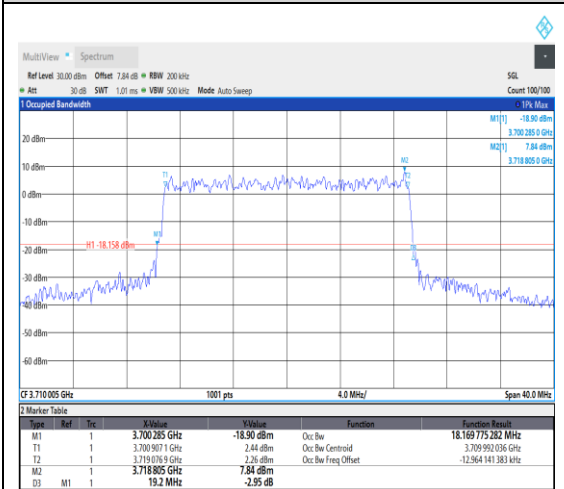 MultiView Spectrum
Ref Level 30.00 dBm Offset 7.84 dB RBW 200 kHz SGL
Att 30 dB SWT 1.01 ms VBW 500 kHz Mode Auto Sweep Count 100/100
1 Occupied Bandwidth 1Pk Max
M1[1] -18.90 dBm
3.700 285 0 GHz
M2[1] 7.84 dBm
3.718 805 0 GHz
20 dBm
M2
10 dBm
T1
T2
0 dBm
-10 dBm
M1
H1 -18.158 dBm
-20 dBm
-30 dBm
-40 dBm
-50 dBm
-60 dBm
CF 3.710 005 GHz 1001 pts 4.0 MHz/ Span 40.0 MHz
2 Marker Table
Type Ref Trc X-Value Y-Value Function Function Result
M1 1 3.700 285 GHz -18.90 dBm Occ Bw 18.169 775 282 MHz
T1 1 3.700 907 1 GHz 2.44 dBm Occ Bw Centroid 3.709 992 036 GHz
T2 1 3.719 076 9 GHz 2.26 dBm Occ Bw Freq Offset -12.964 141 383 kHz
M2 1 3.718 805 GHz 7.84 dBm
D3 M1 1 19.2 MHz -2.95 dB